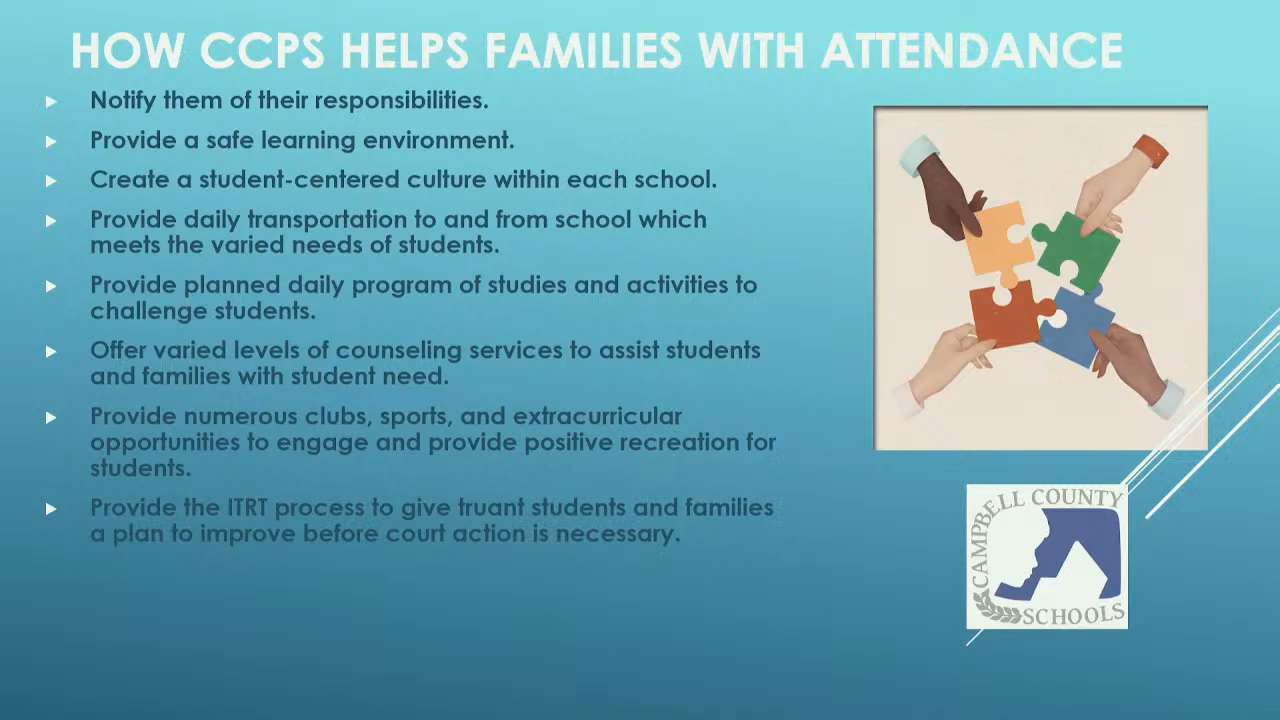 HOW CCPS HELPS FAMILIES WITH ATTENDANCE
Notify them of their responsibilities.
Provide a safe learning environment.
Create a student-centered culture within each school.
Provide daily transportation to and from school which
meets the varied needs of students.
Provide planned daily program of studies and activities to
challenge students.
Offer varied levels of counseling services to assist students
and families with student need.
Provide numerous clubs, sports, and extracurricular
opportunities to engage and provide positive recreation for
students.
Provide the ITRT process to give truant students and families
a plan to improve before court action is necessary.
CAMPBELL COUNTY
SCHOOLS